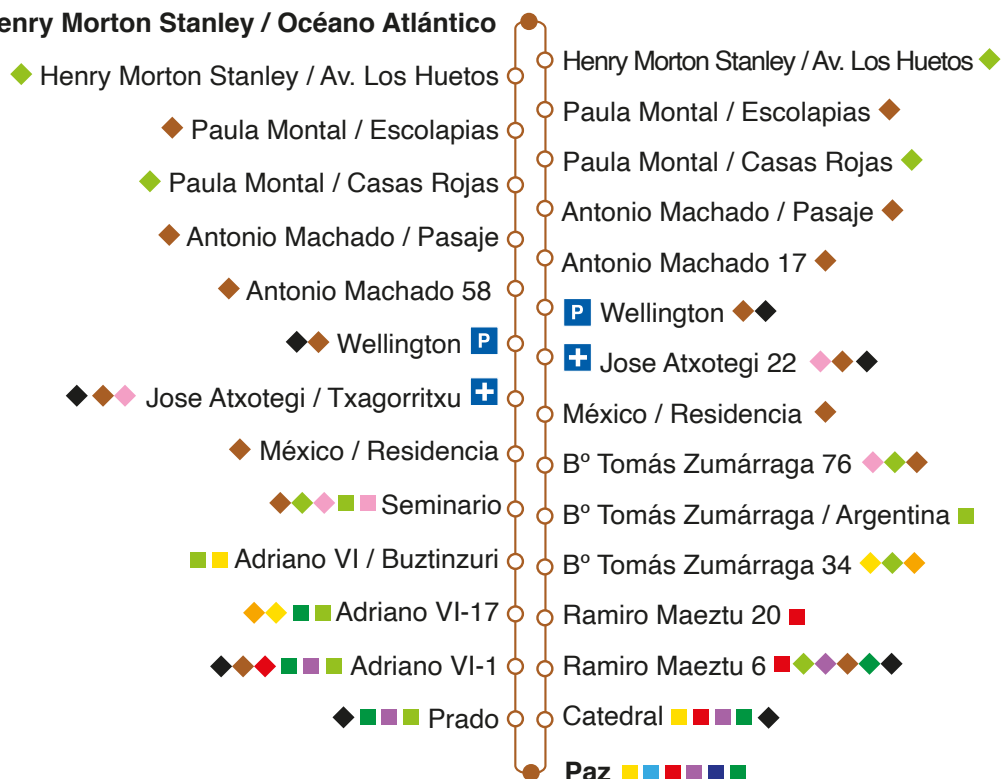 enry Morton Stanley / Océano Atlántico
Henry Morton Stanley / Av. Los Huetos
Paula Montal / Escolapias
Paula Montal / Casas Rojas
Antonio Machado / Pasaje
Antonio Machado 58
Wellington P
Jose Atxotegi / Txagorritxu
México / Residencia
Seminario
Adriano VI / Buztinzuri
Adriano VI-17
Adriano VI-1
Prado
Henry Morton Stanley / Av. Los Huetos
Paula Montal / Escolapias
Paula Montal / Casas Rojas
Antonio Machado / Pasaje
Antonio Machado 17
P Wellington
Jose Atxotegi 22
México / Residencia
Bº Tomás Zumárraga 76
Bº Tomás Zumárraga / Argentina
Bº Tomás Zumárraga 34
Ramiro Maeztu 20
Ramiro Maeztu 6
Catedral
Paz